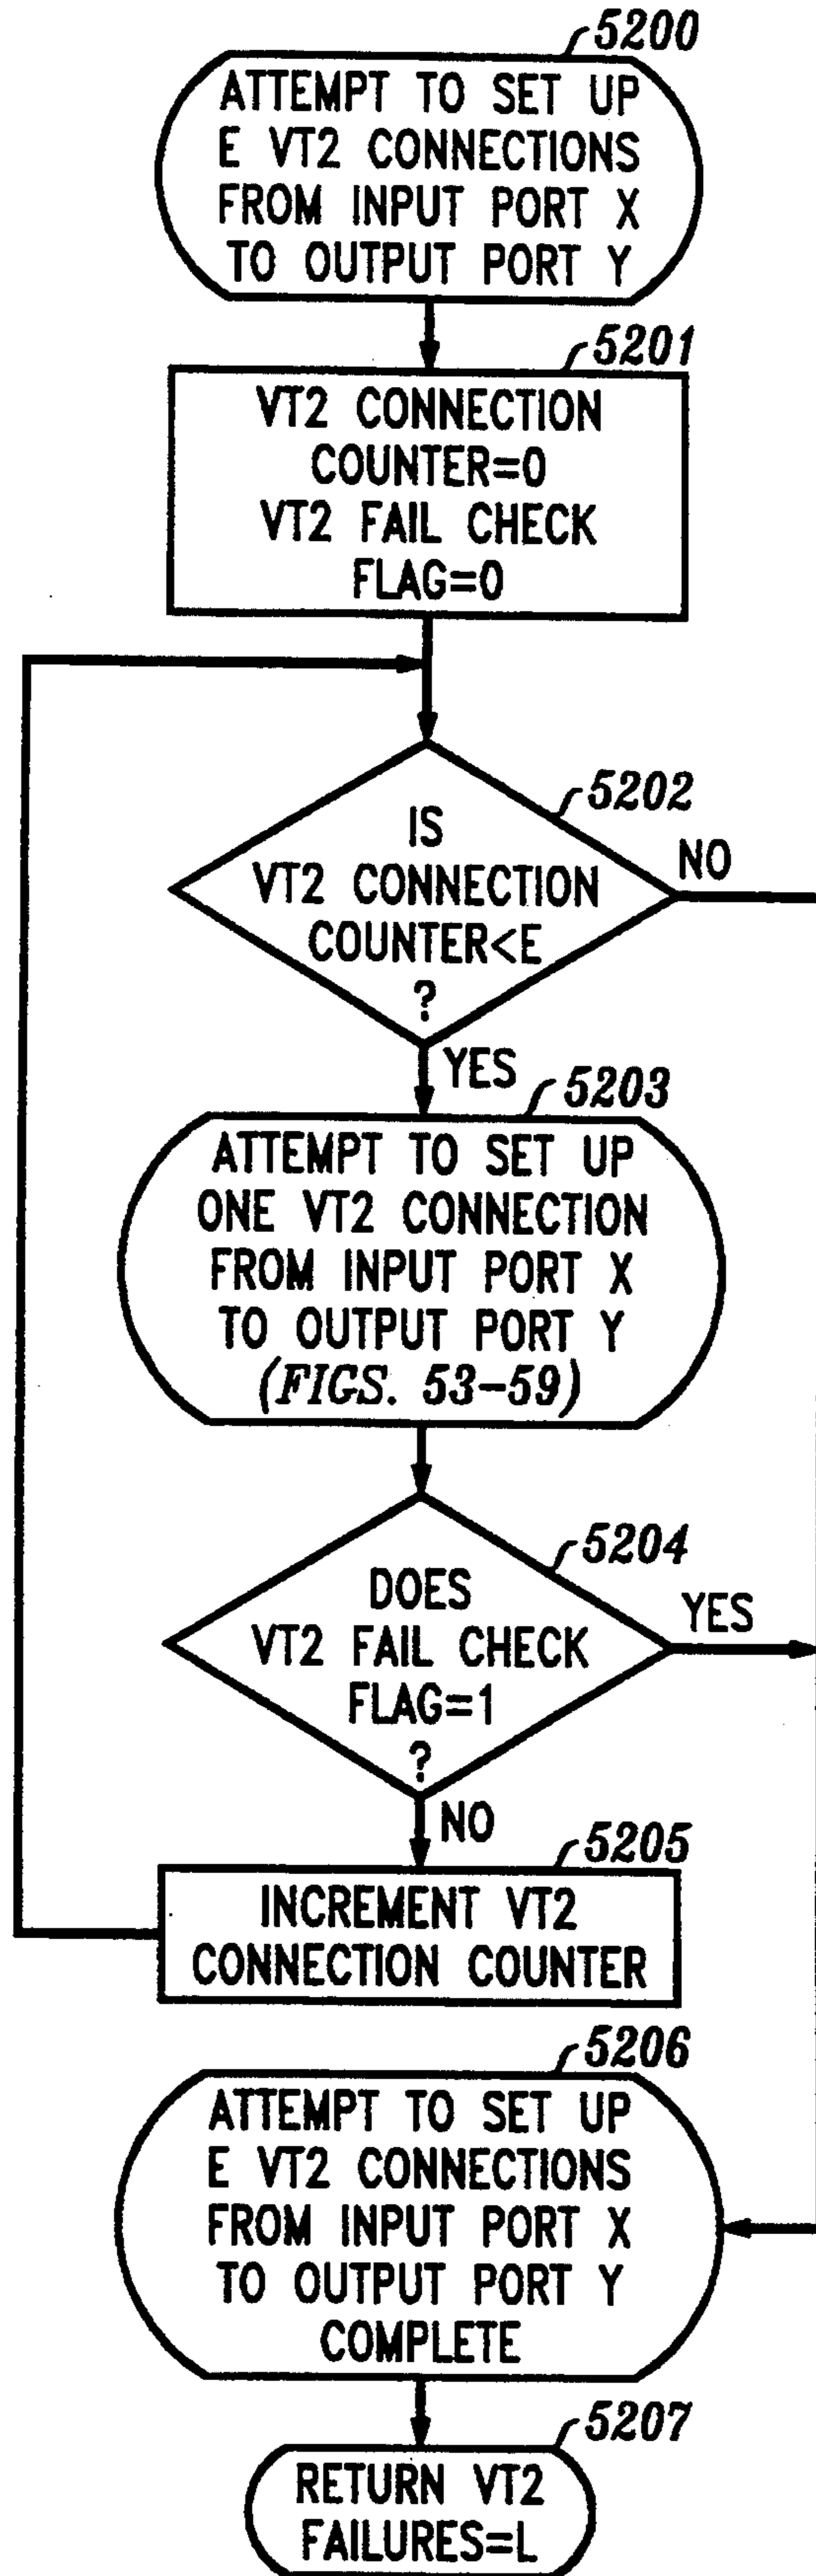 5200
ATTEMPT TO SET UP
E VT2 CONNECTIONS
FROM INPUT PORT X
TO OUTPUT PORT Y
5201
VT2 CONNECTION
COUNTER=0
VT2 FAIL CHECK
FLAG=0
5202
IS
VT2 CONNECTION
COUNTER<E
?
NO
YES
5203
ATTEMPT TO SET UP
ONE VT2 CONNECTION
FROM INPUT PORT X
TO OUTPUT PORT Y
(FIGS. 53-59)
5204
DOES
VT2 FAIL CHECK
FLAG=1
?
YES
NO
5205
INCREMENT VT2
CONNECTION COUNTER
5206
ATTEMPT TO SET UP
E VT2 CONNECTIONS
FROM INPUT PORT X
TO OUTPUT PORT Y
COMPLETE
5207
RETURN VT2
FAILURES=L